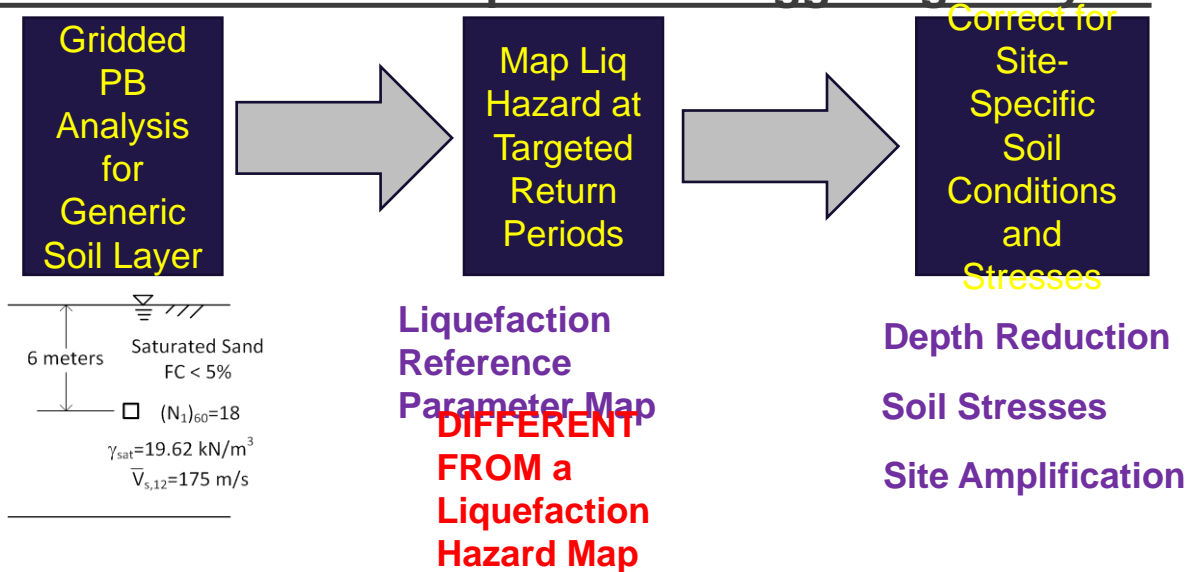 Gridded
PB
Analysis
for
Generic
Soil Layer
Map Liq
Hazard at
Targeted
Return
Periods
Correct for
Site-
Specific
Soil
Conditions
and
Stresses
6 meters
Saturated Sand
FC < 5%
(N₁)₆₀=18
γsat=19.62 kN/m³
V̅s,12=175 m/s
Liquefaction
Reference
Parameter Map
DIFFERENT
FROM a
Liquefaction
Hazard Map
Depth Reduction
Soil Stresses
Site Amplification